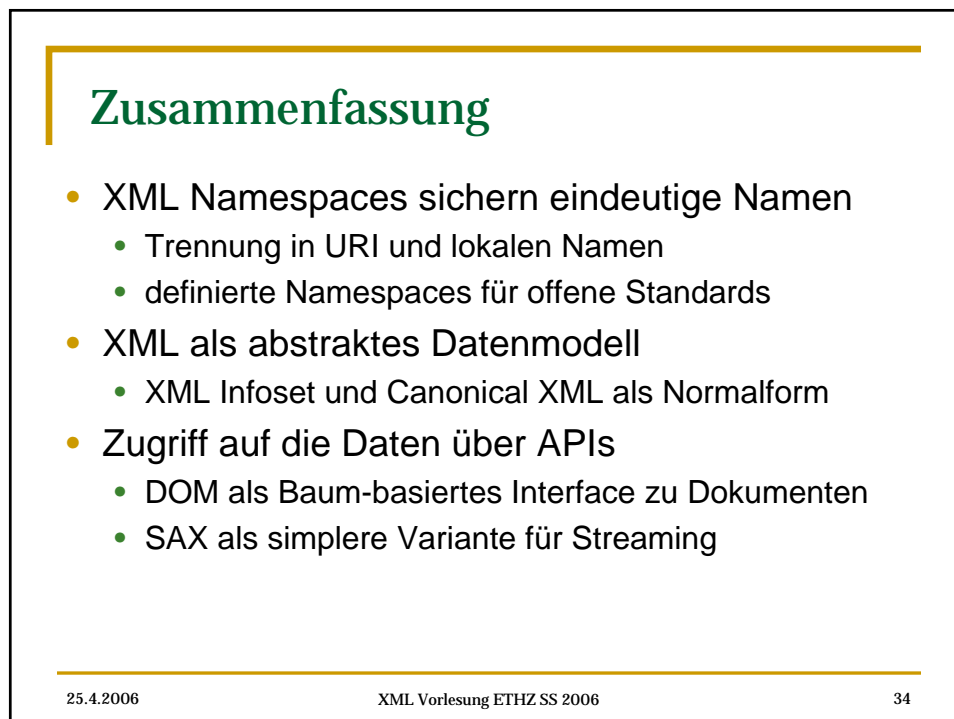 Zusammenfassung
• XML Namespaces sichern eindeutige Namen
• Trennung in URI und lokalen Namen
• definierte Namespaces für offene Standards
• XML als abstraktes Datenmodell
• XML Infoset und Canonical XML als Normalform
• Zugriff auf die Daten über APIs
• DOM als Baum-basiertes Interface zu Dokumenten
• SAX als simplere Variante für Streaming
25.4.2006 XML Vorlesung ETHZ SS 2006 34